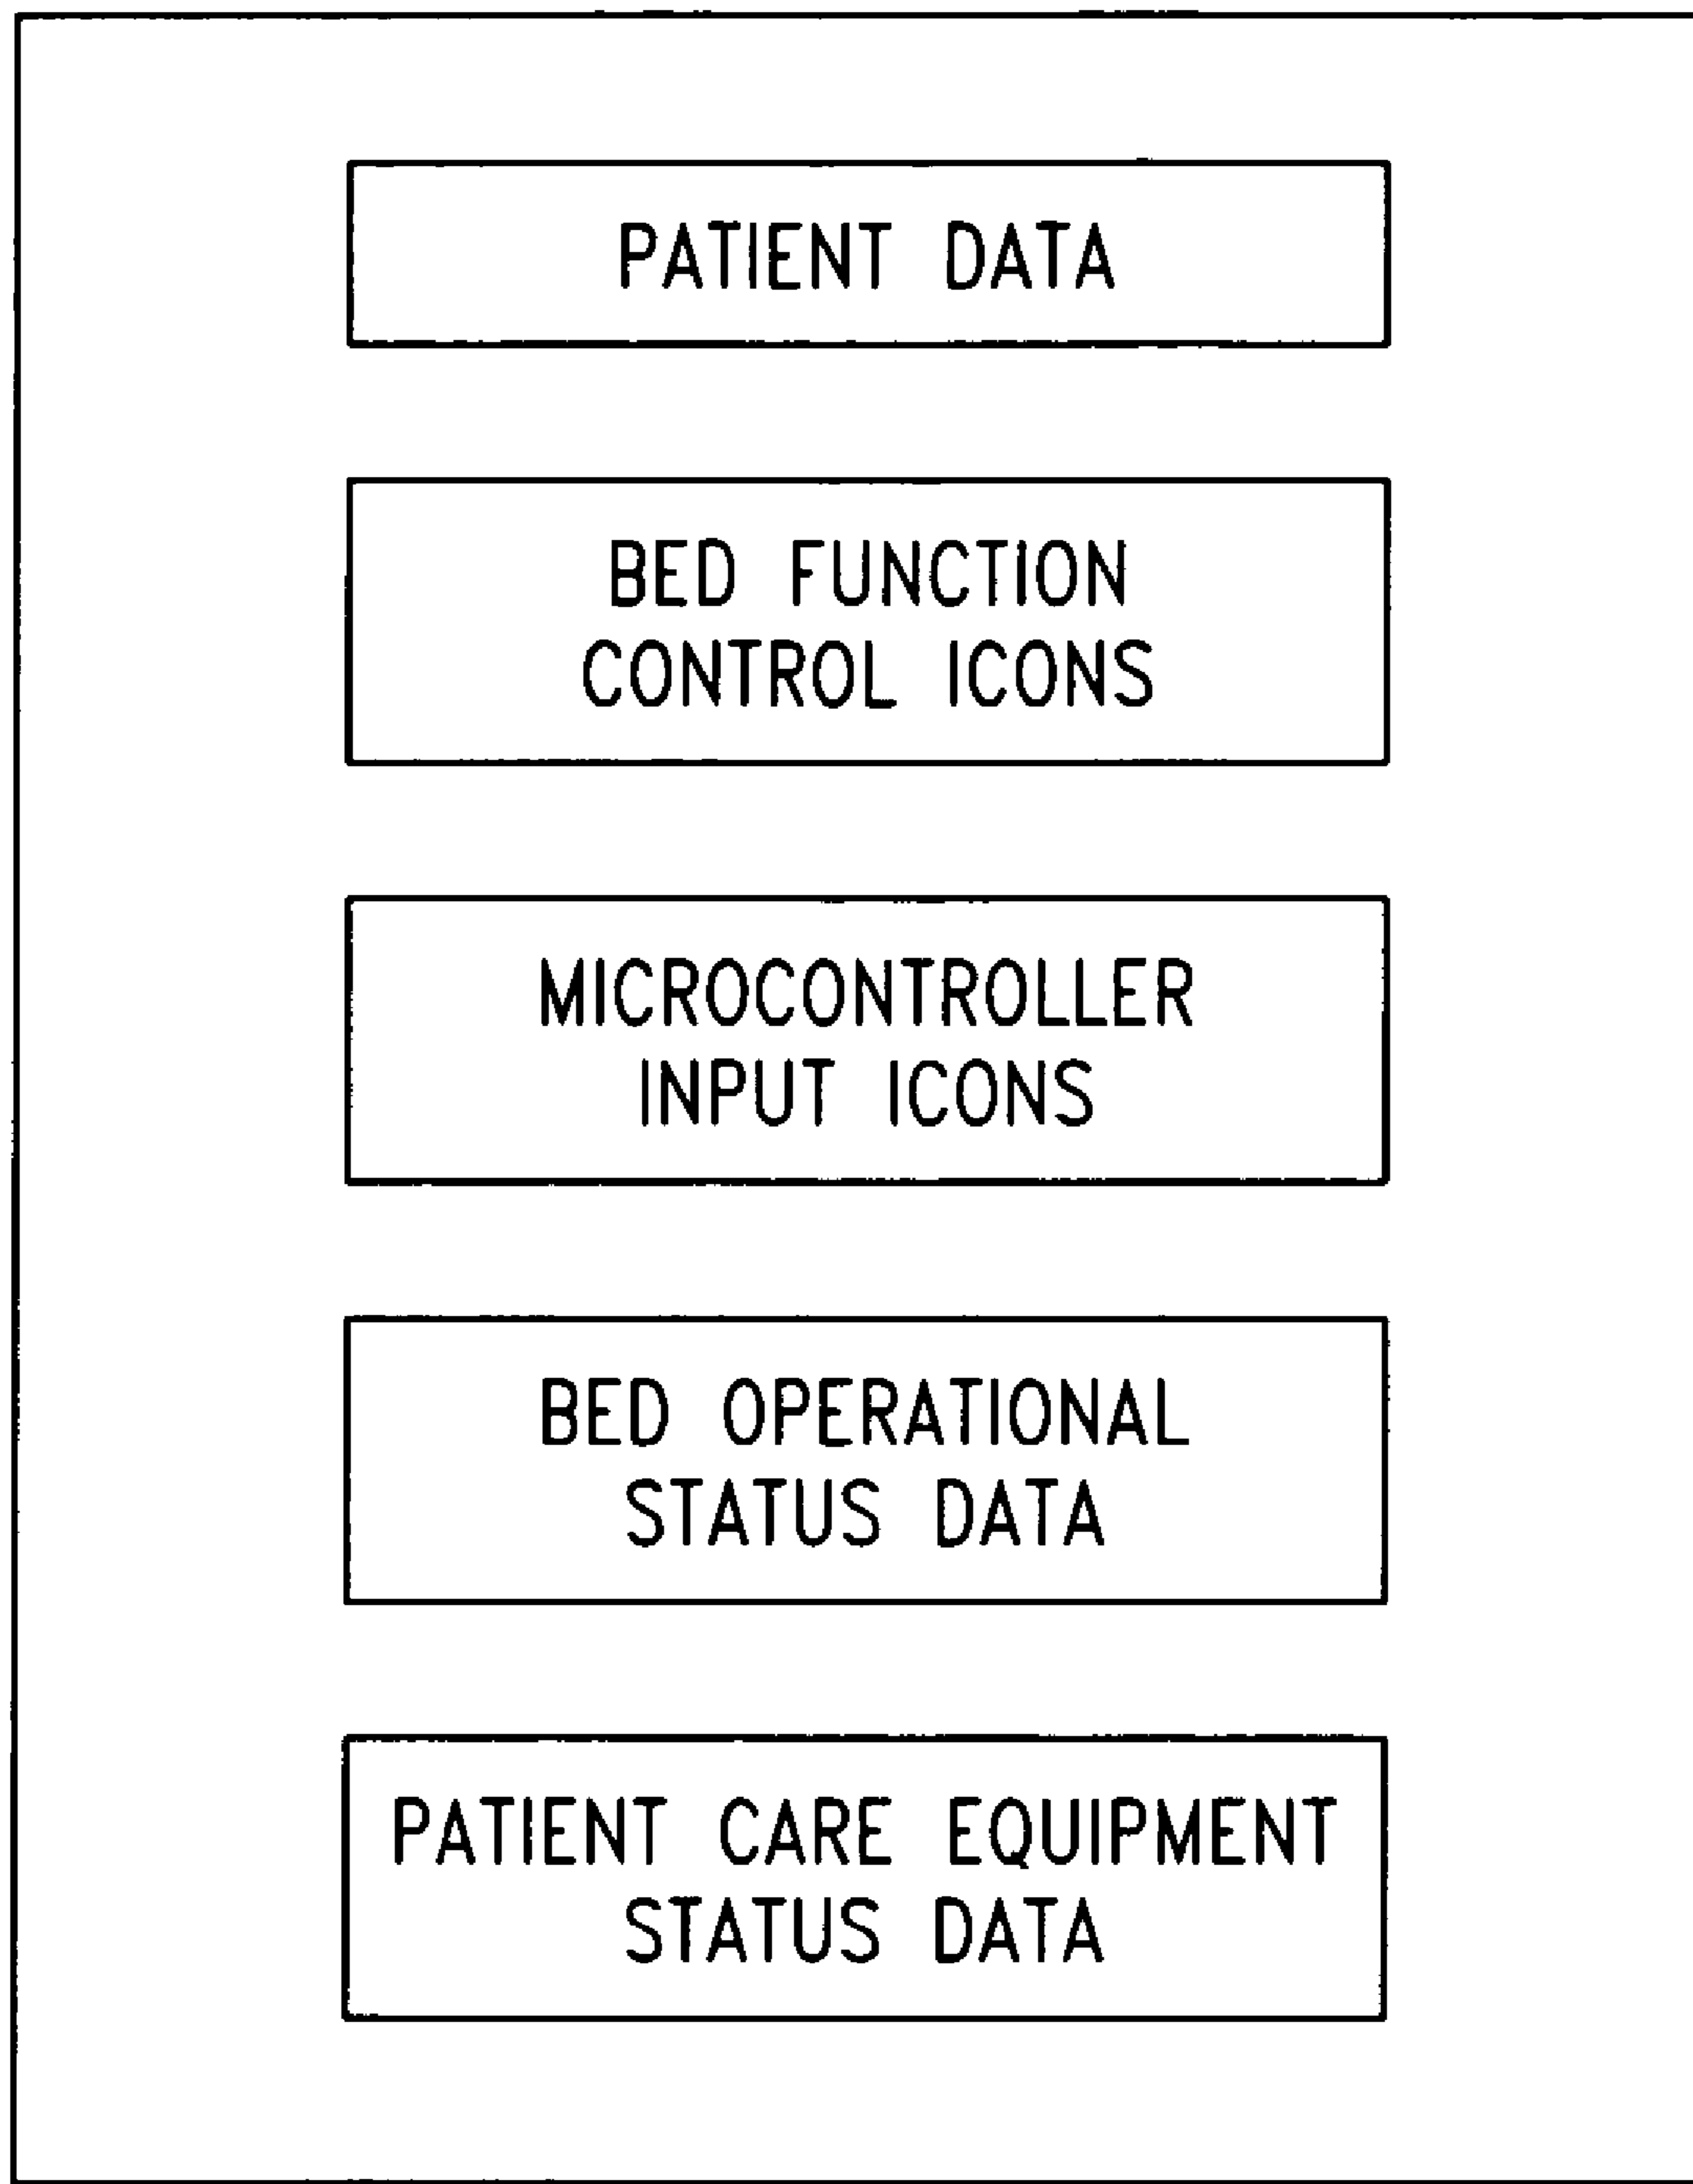 PATIENT DATA
BED FUNCTION
CONTROL ICONS
MICROCONTROLLER
INPUT ICONS
BED OPERATIONAL
STATUS DATA
PATIENT CARE EQUIPMENT
STATUS DATA